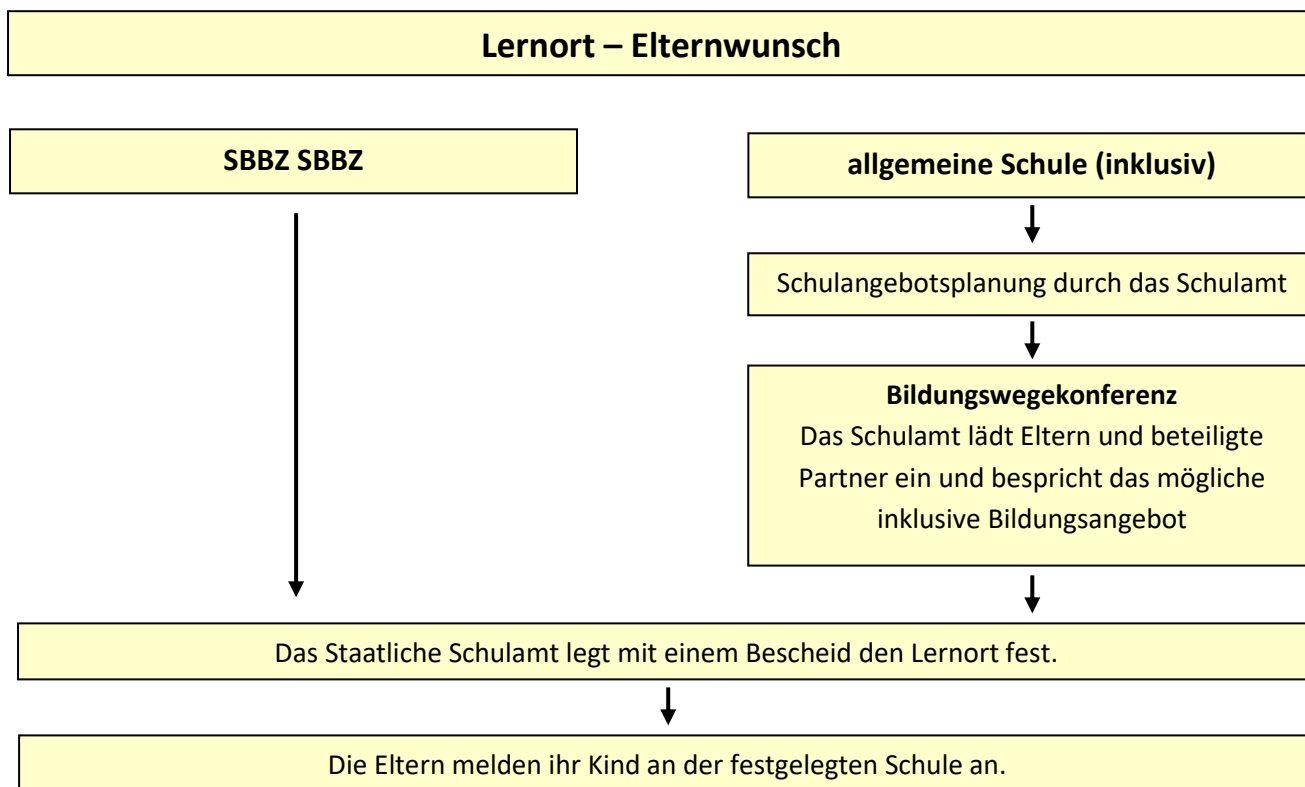 Lernort – Elternwunsch
SBBZ SBBZ
allgemeine Schule (inklusiv)
Schulangebotsplanung durch das Schulamt
Bildungswegekonferenz
Das Schulamt lädt Eltern und beteiligte
Partner ein und bespricht das mögliche
inklusive Bildungsangebot
Das Staatliche Schulamt legt mit einem Bescheid den Lernort fest.
Die Eltern melden ihr Kind an der festgelegten Schule an.